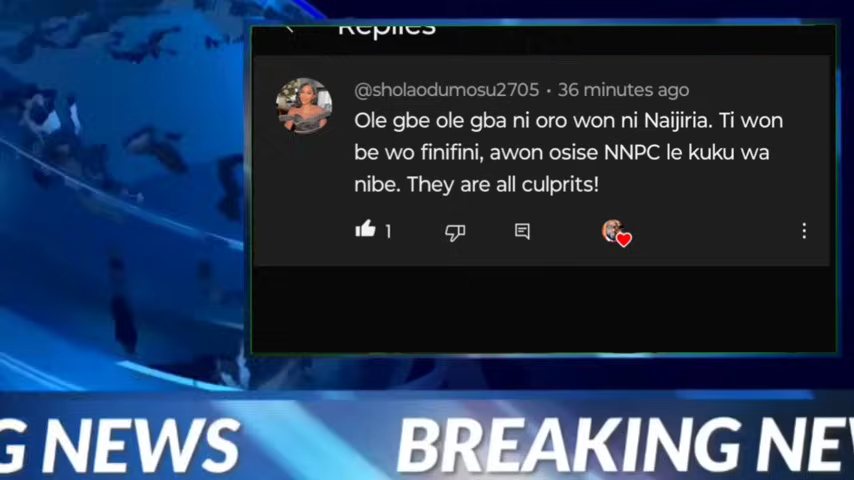 Replies
@sholaodumosu2705 · 36 minutes ago
Ole gbe ole gba ni oro won ni Naijiria. Ti won
be wo finifini, awon osise NNPC le kuku wa
nibe. They are all culprits!
1
G NEWS BREAKING NEW